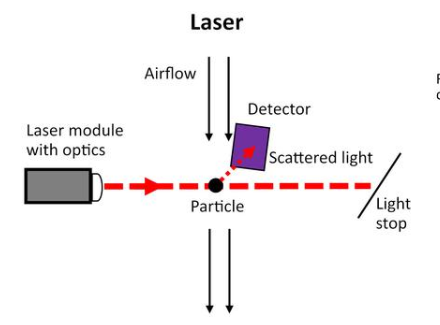 Laser
Airflow
Detector
Laser module
with optics
Scattered light
Particle
Light
stop